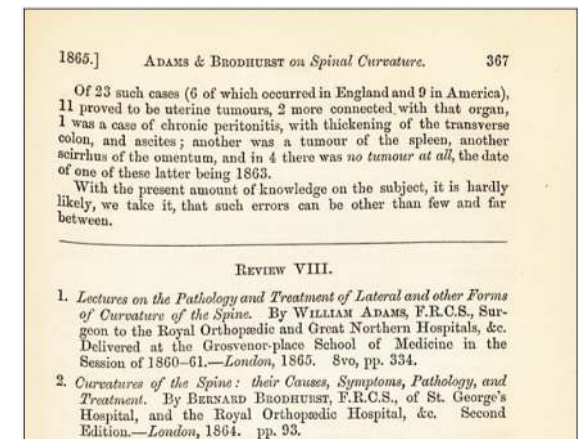 1865.] ADAMS & BRODHURST on Spinal Curvature. 367
Of 23 such cases (6 of which occurred in England and 9 in America),
11 proved to be uterine tumours, 2 more connected with that organ,
1 was a case of chronic peritonitis, with thickening of the transverse
colon, and ascites; another was a tumour of the spleen, another
scirrhus of the omentum, and in 4 there was no tumour at all, the date
of one of these latter being 1863.
With the present amount of knowledge on the subject, it is hardly
likely, we take it, that such errors can be other than few and far
between.
REVIEW VIII.
1. Lectures on the Pathology and Treatment of Lateral and other Forms
of Curvature of the Spine. By WILLIAM ADAMS, F.R.C.S., Sur-
geon to the Royal Orthopædic and Great Northern Hospitals, &c.
Delivered at the Grosvenor-place School of Medicine in the
Session of 1860–61.—London, 1865. 8vo, pp. 334.
2. Curvatures of the Spine: their Causes, Symptoms, Pathology, and
Treatment. By BERNARD BRODHURST, F.R.C.S., of St. George's
Hospital, and the Royal Orthopædic Hospital, &c. Second
Edition.—London, 1864. pp. 93.